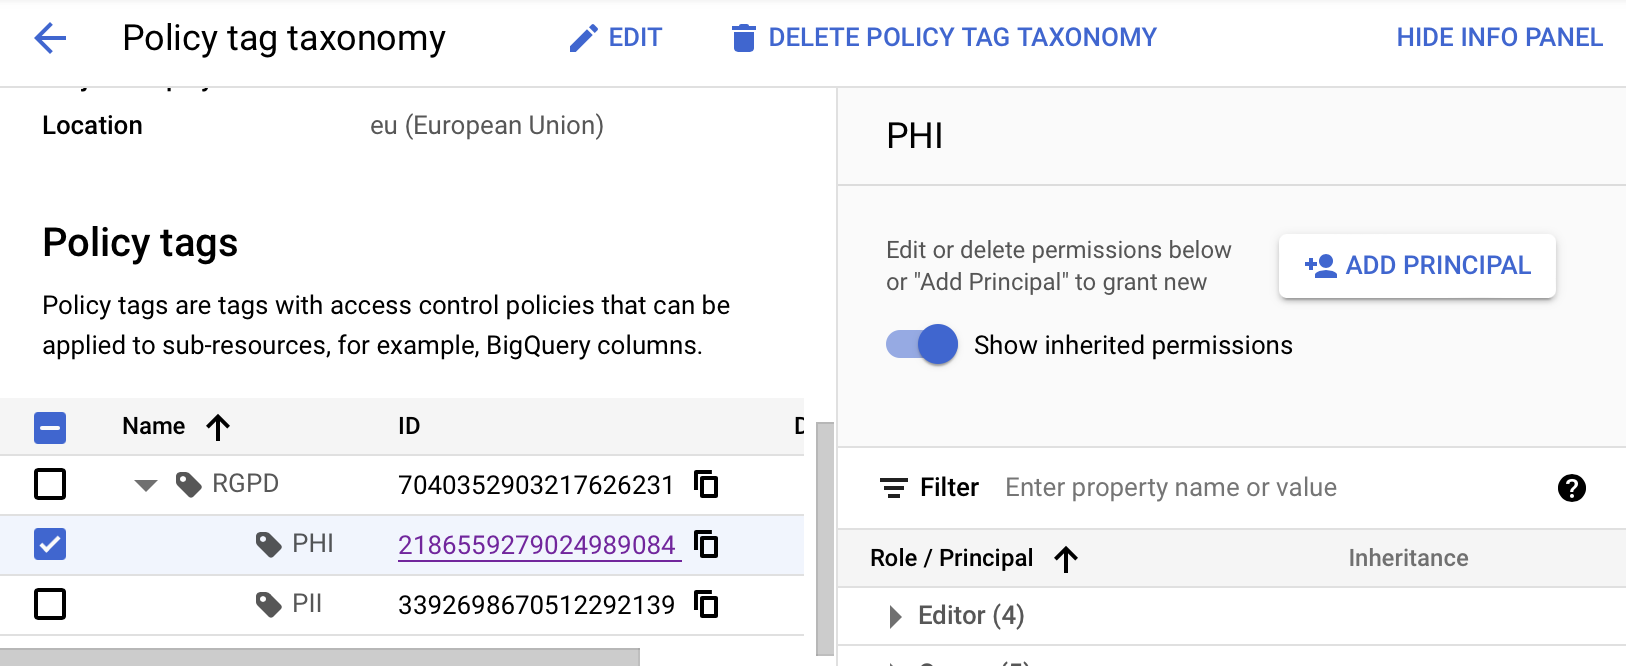 Policy tag taxonomy
EDIT
DELETE POLICY TAG TAXONOMY
HIDE INFO PANEL
Location
eu (European Union)
Policy tags
Policy tags are tags with access control policies that can be
applied to sub-resources, for example, BigQuery columns.
Name
ID
D
RGPD
7040352903217626231
PHI
2186559279024989084
PII
3392698670512292139
PHI
Edit or delete permissions below
or "Add Principal" to grant new
ADD PRINCIPAL
Show inherited permissions
Filter
Enter property name or value
Role / Principal
Inheritance
Editor (4)